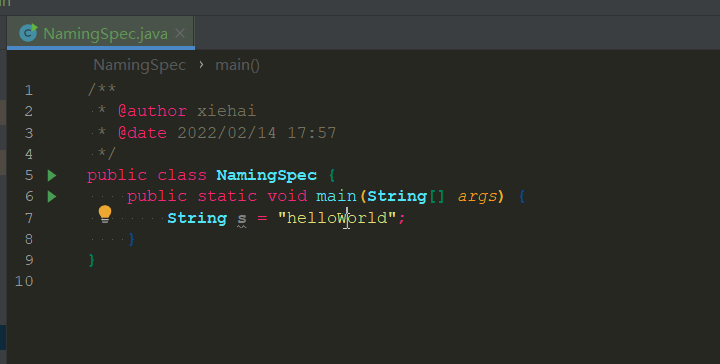 NamingSpec.java
NamingSpec › main()
1 /**
2 * @author xiehai
3 * @date 2022/02/14 17:57
4 */
5 public class NamingSpec {
6 public static void main(String[] args) {
7 String s = "helloWorld";
8 }
9 }
10